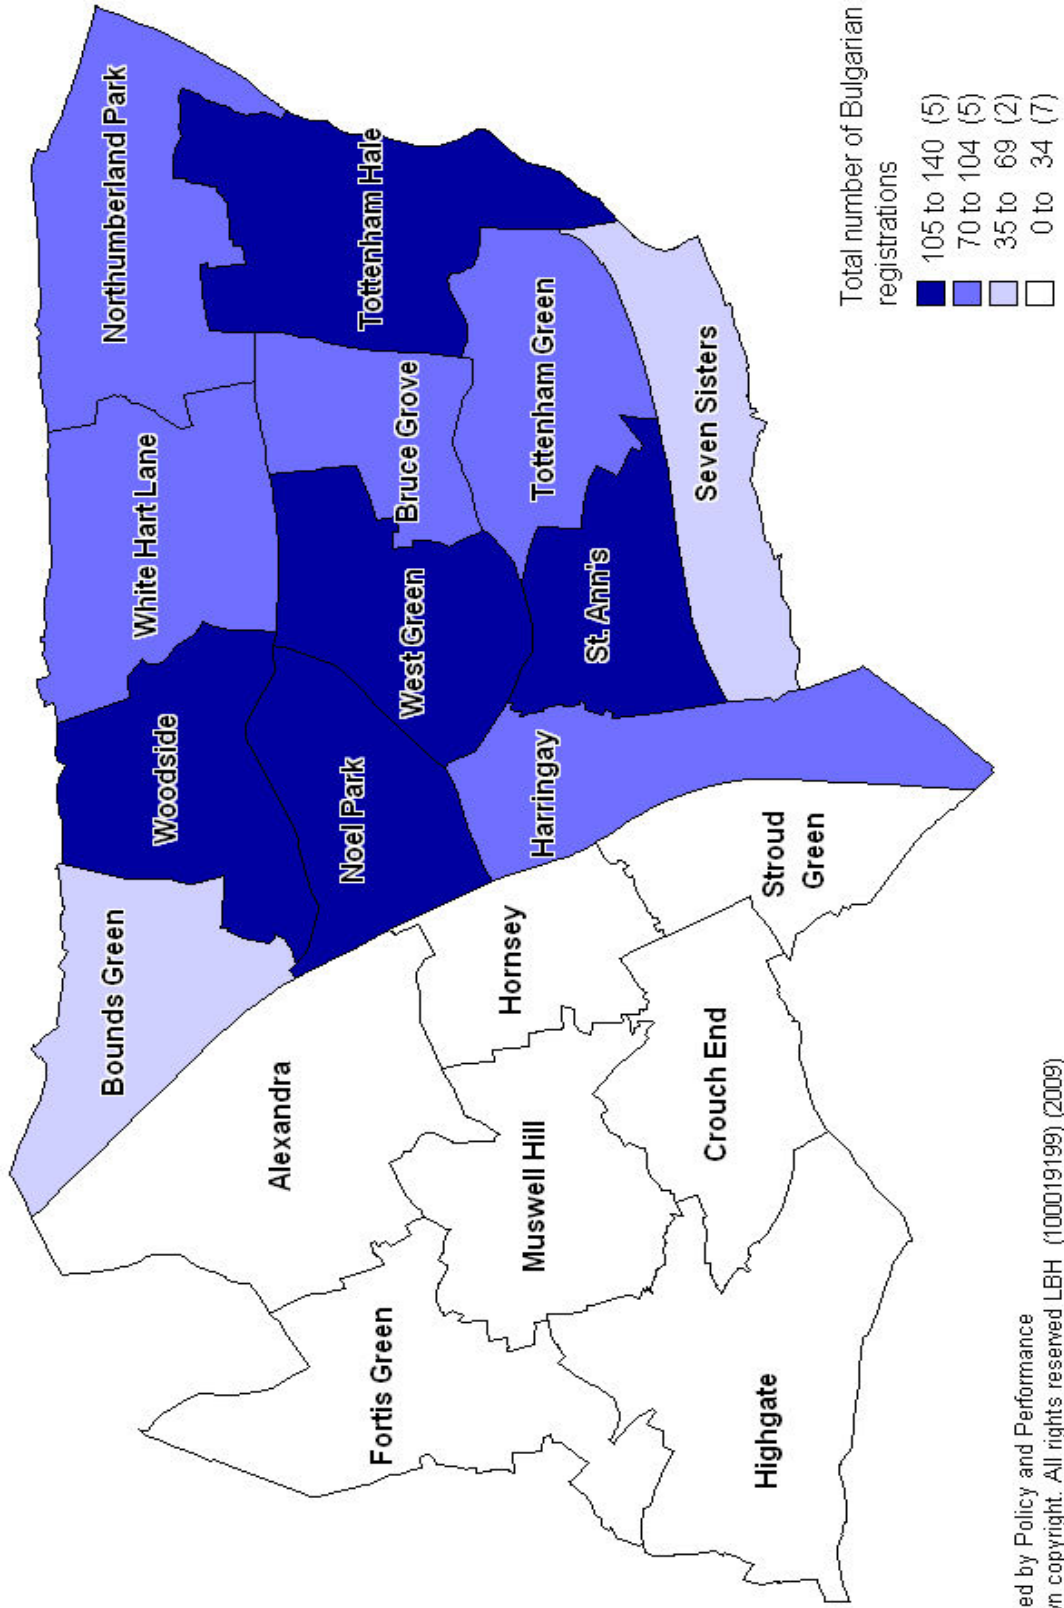 Northumberland Park
White Hart Lane
Woodside
Bounds Green
Tottenham Hale
Bruce Grove
West Green
Noel Park
Alexandra
Fortis Green
Tottenham Green
St. Ann's
Harringay
Hornsey
Muswell Hill
Seven Sisters
Stroud
Green
Crouch End
Highgate
Total number of Bulgarian
registrations
105 to 140 (5)
70 to 104 (5)
35 to 69 (2)
0 to 34 (7)
ed by Policy and Performance
wn copyright. All rights reserved LBH (100019199) (2009)